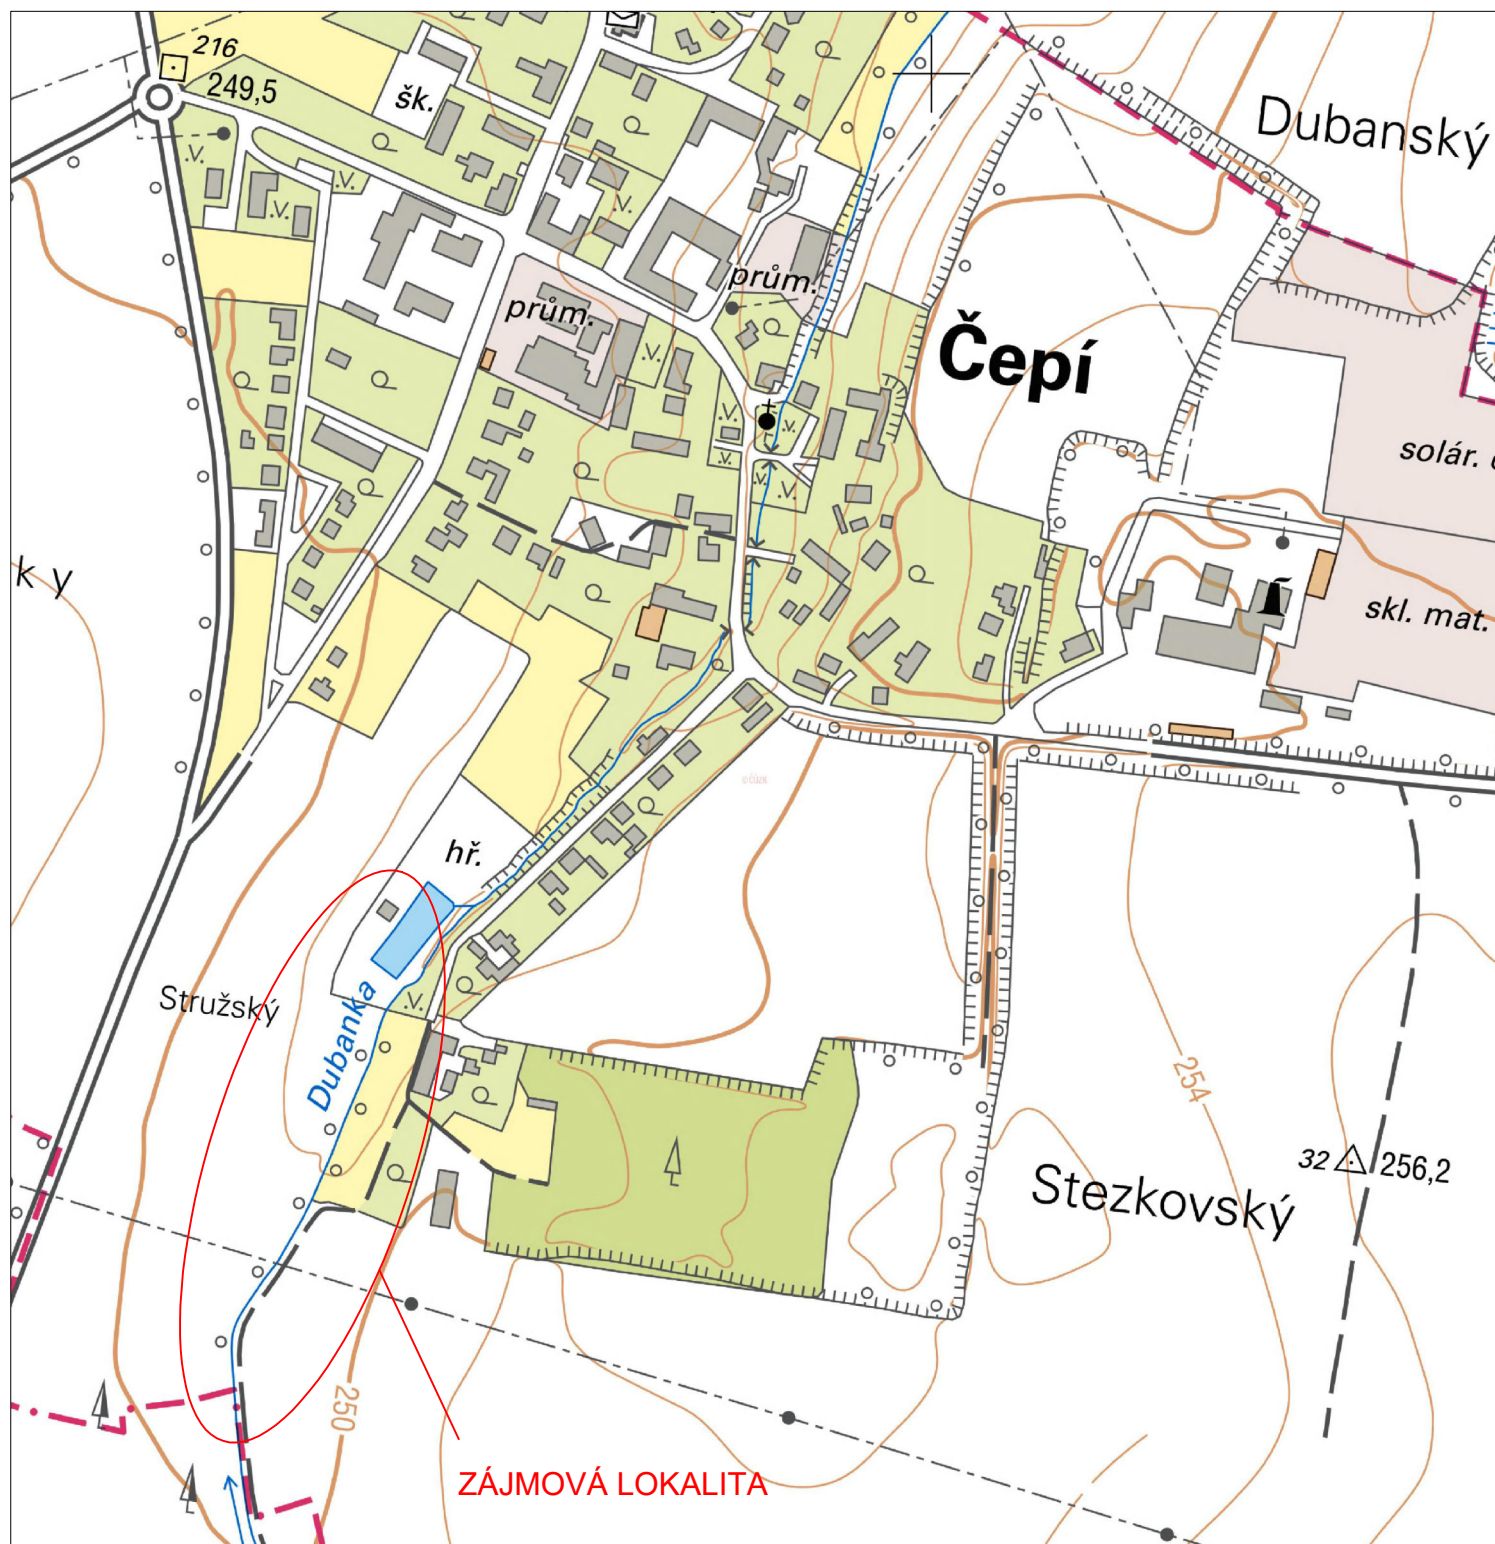 216
249,5
šk.
Dubanský
prům.
prům.
Čepí
solár.
k y
skl. mat.
©ČÚZK
hř.
Stružský
Dubanka
254
32
256,2
Stezkovský
250
ZÁJMOVÁ LOKALITA
.V.
.V.
.V.
.V.
.V.
.V.
.V.
.V.
.V.
.V.
.V.